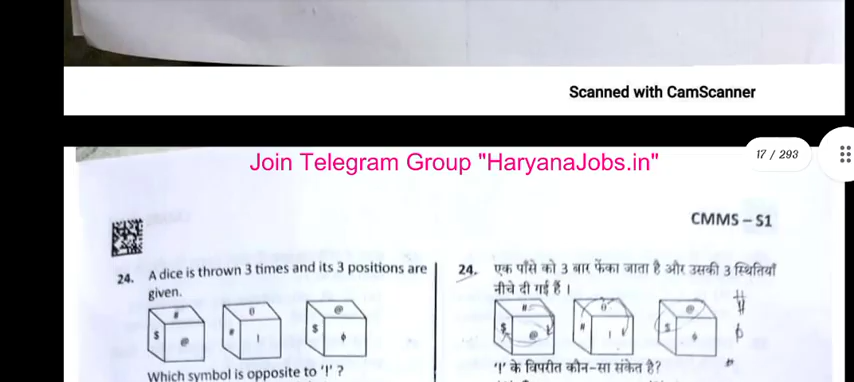 Scanned with CamScanner
Join Telegram Group "HaryanaJobs.in"
17 / 293
CMMS – S1
24. A dice is thrown 3 times and its 3 positions are
given.
# $ @
θ # !
@ $ ϕ
Which symbol is opposite to '!' ?
24. एक पाँसे को 3 बार फेंका जाता है और उसकी 3 स्थितियाँ
नीचे दी गई हैं ।
# $ @
θ # !
@ $ ϕ
'!' के विपरीत कौन-सा संकेत है?